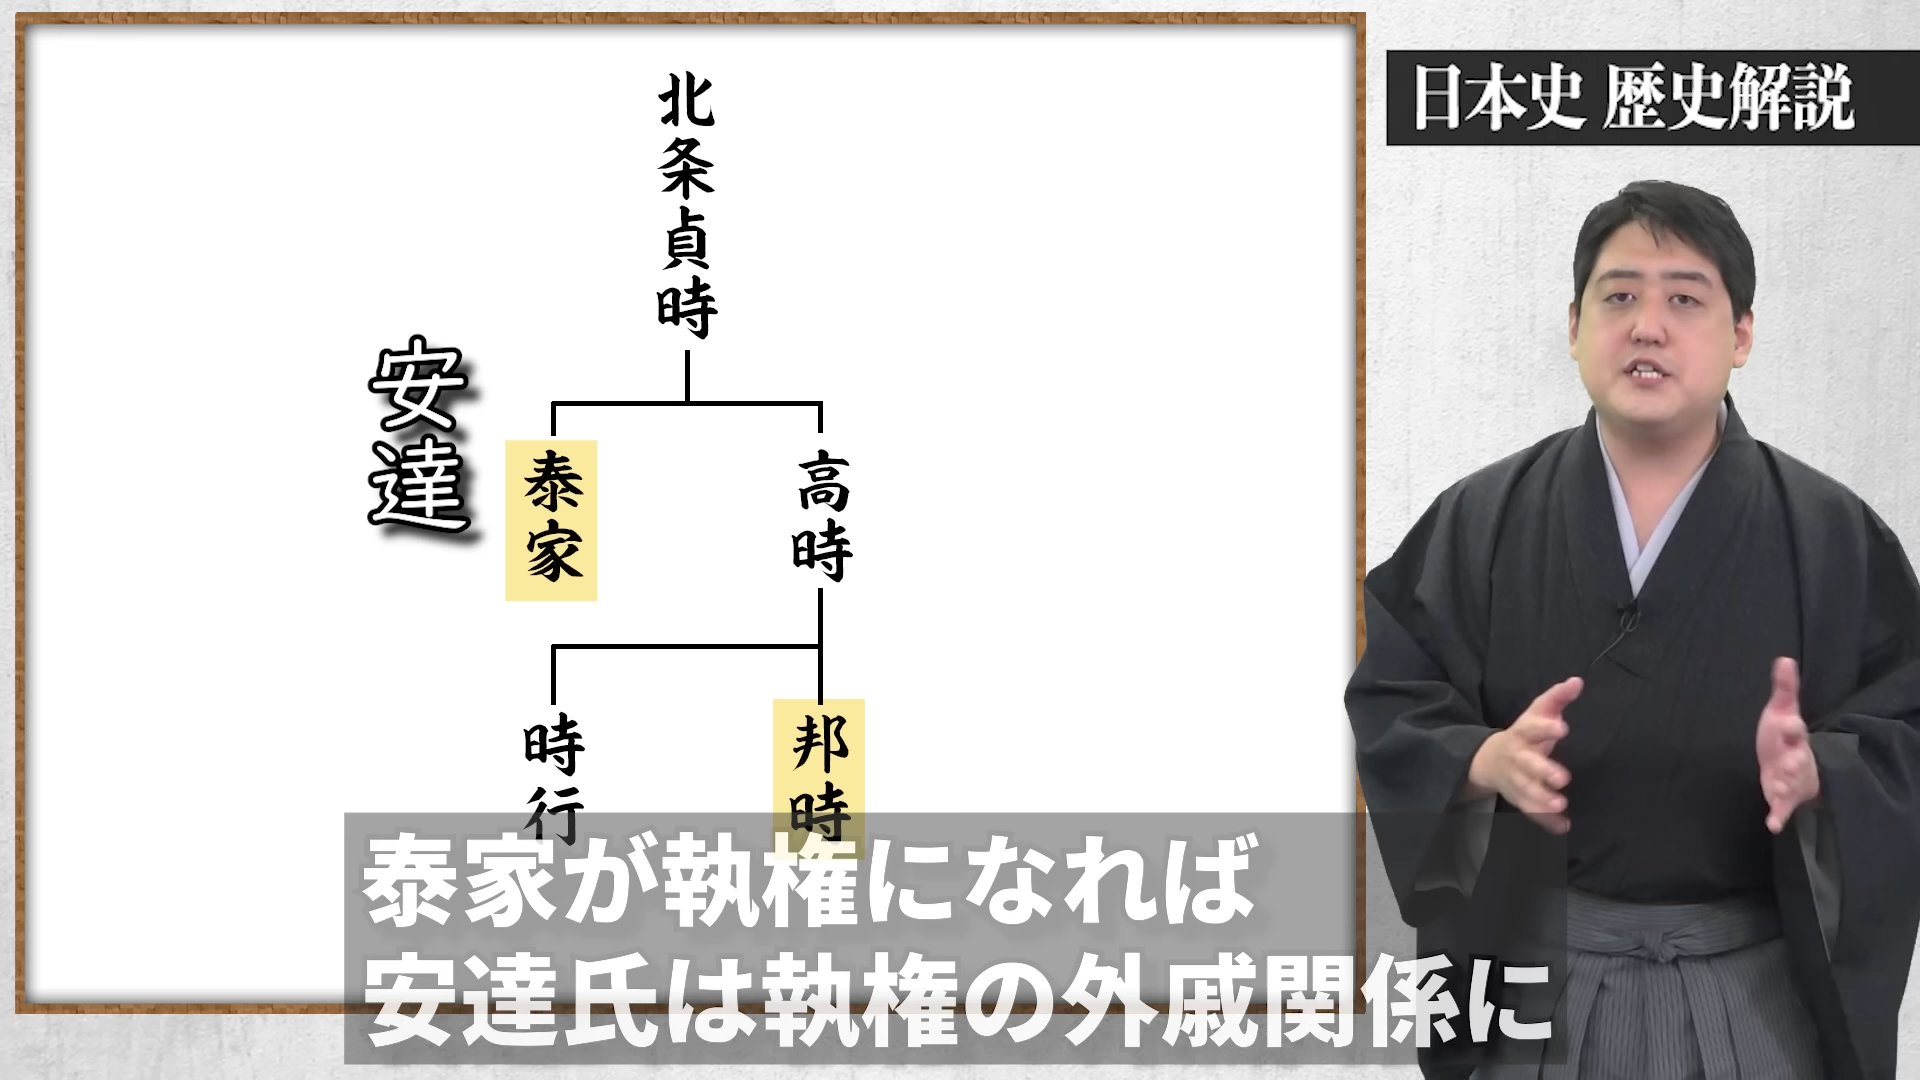 日本史 歴史解説
北条貞時
安達
泰家
高時
時行
邦時
泰家が執権になれば
安達氏は執権の外戚関係に